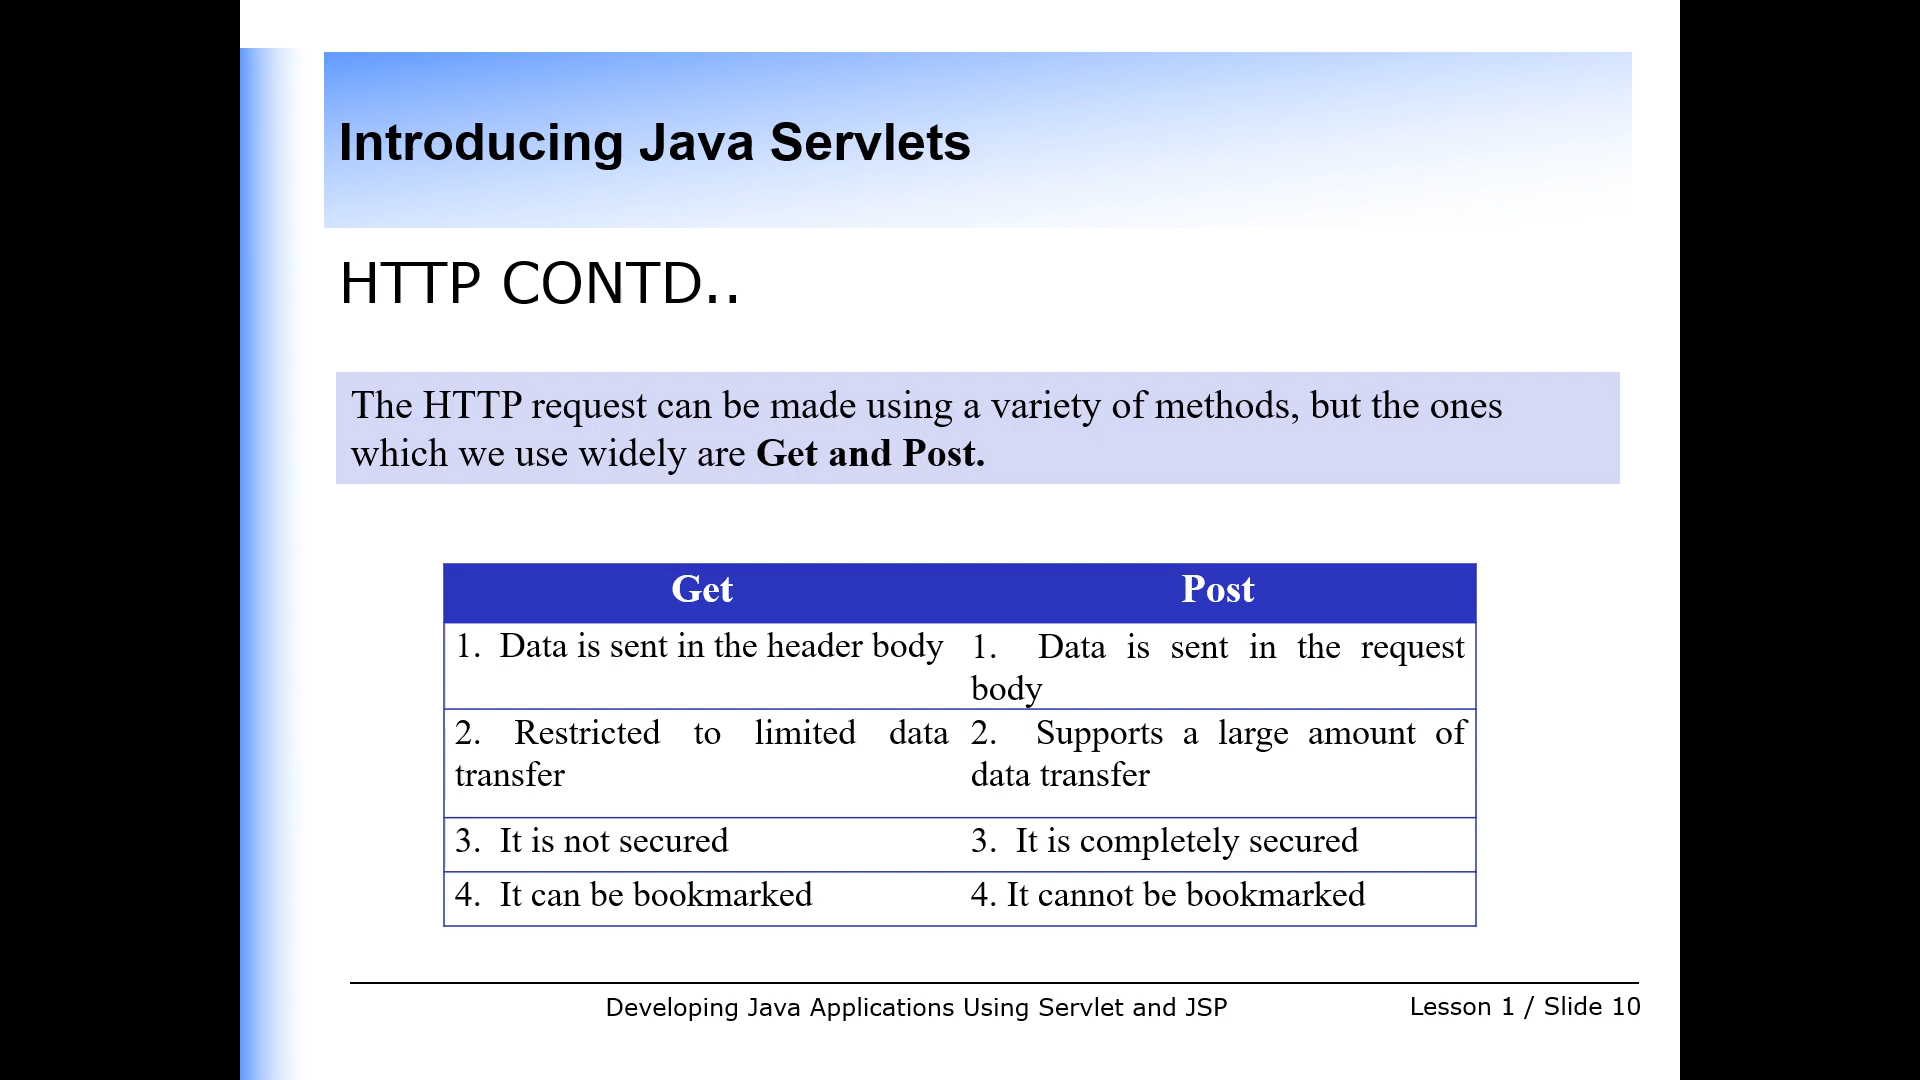 Introducing Java Servlets
HTTP CONTD..
The HTTP request can be made using a variety of methods, but the ones
which we use widely are Get and Post.
Get Post
1. Data is sent in the header body
1. Data is sent in the request
body
2. Restricted to limited data
transfer
2. Supports a large amount of
data transfer
3. It is not secured
3. It is completely secured
4. It can be bookmarked
4. It cannot be bookmarked
Developing Java Applications Using Servlet and JSP
Lesson 1 / Slide 10